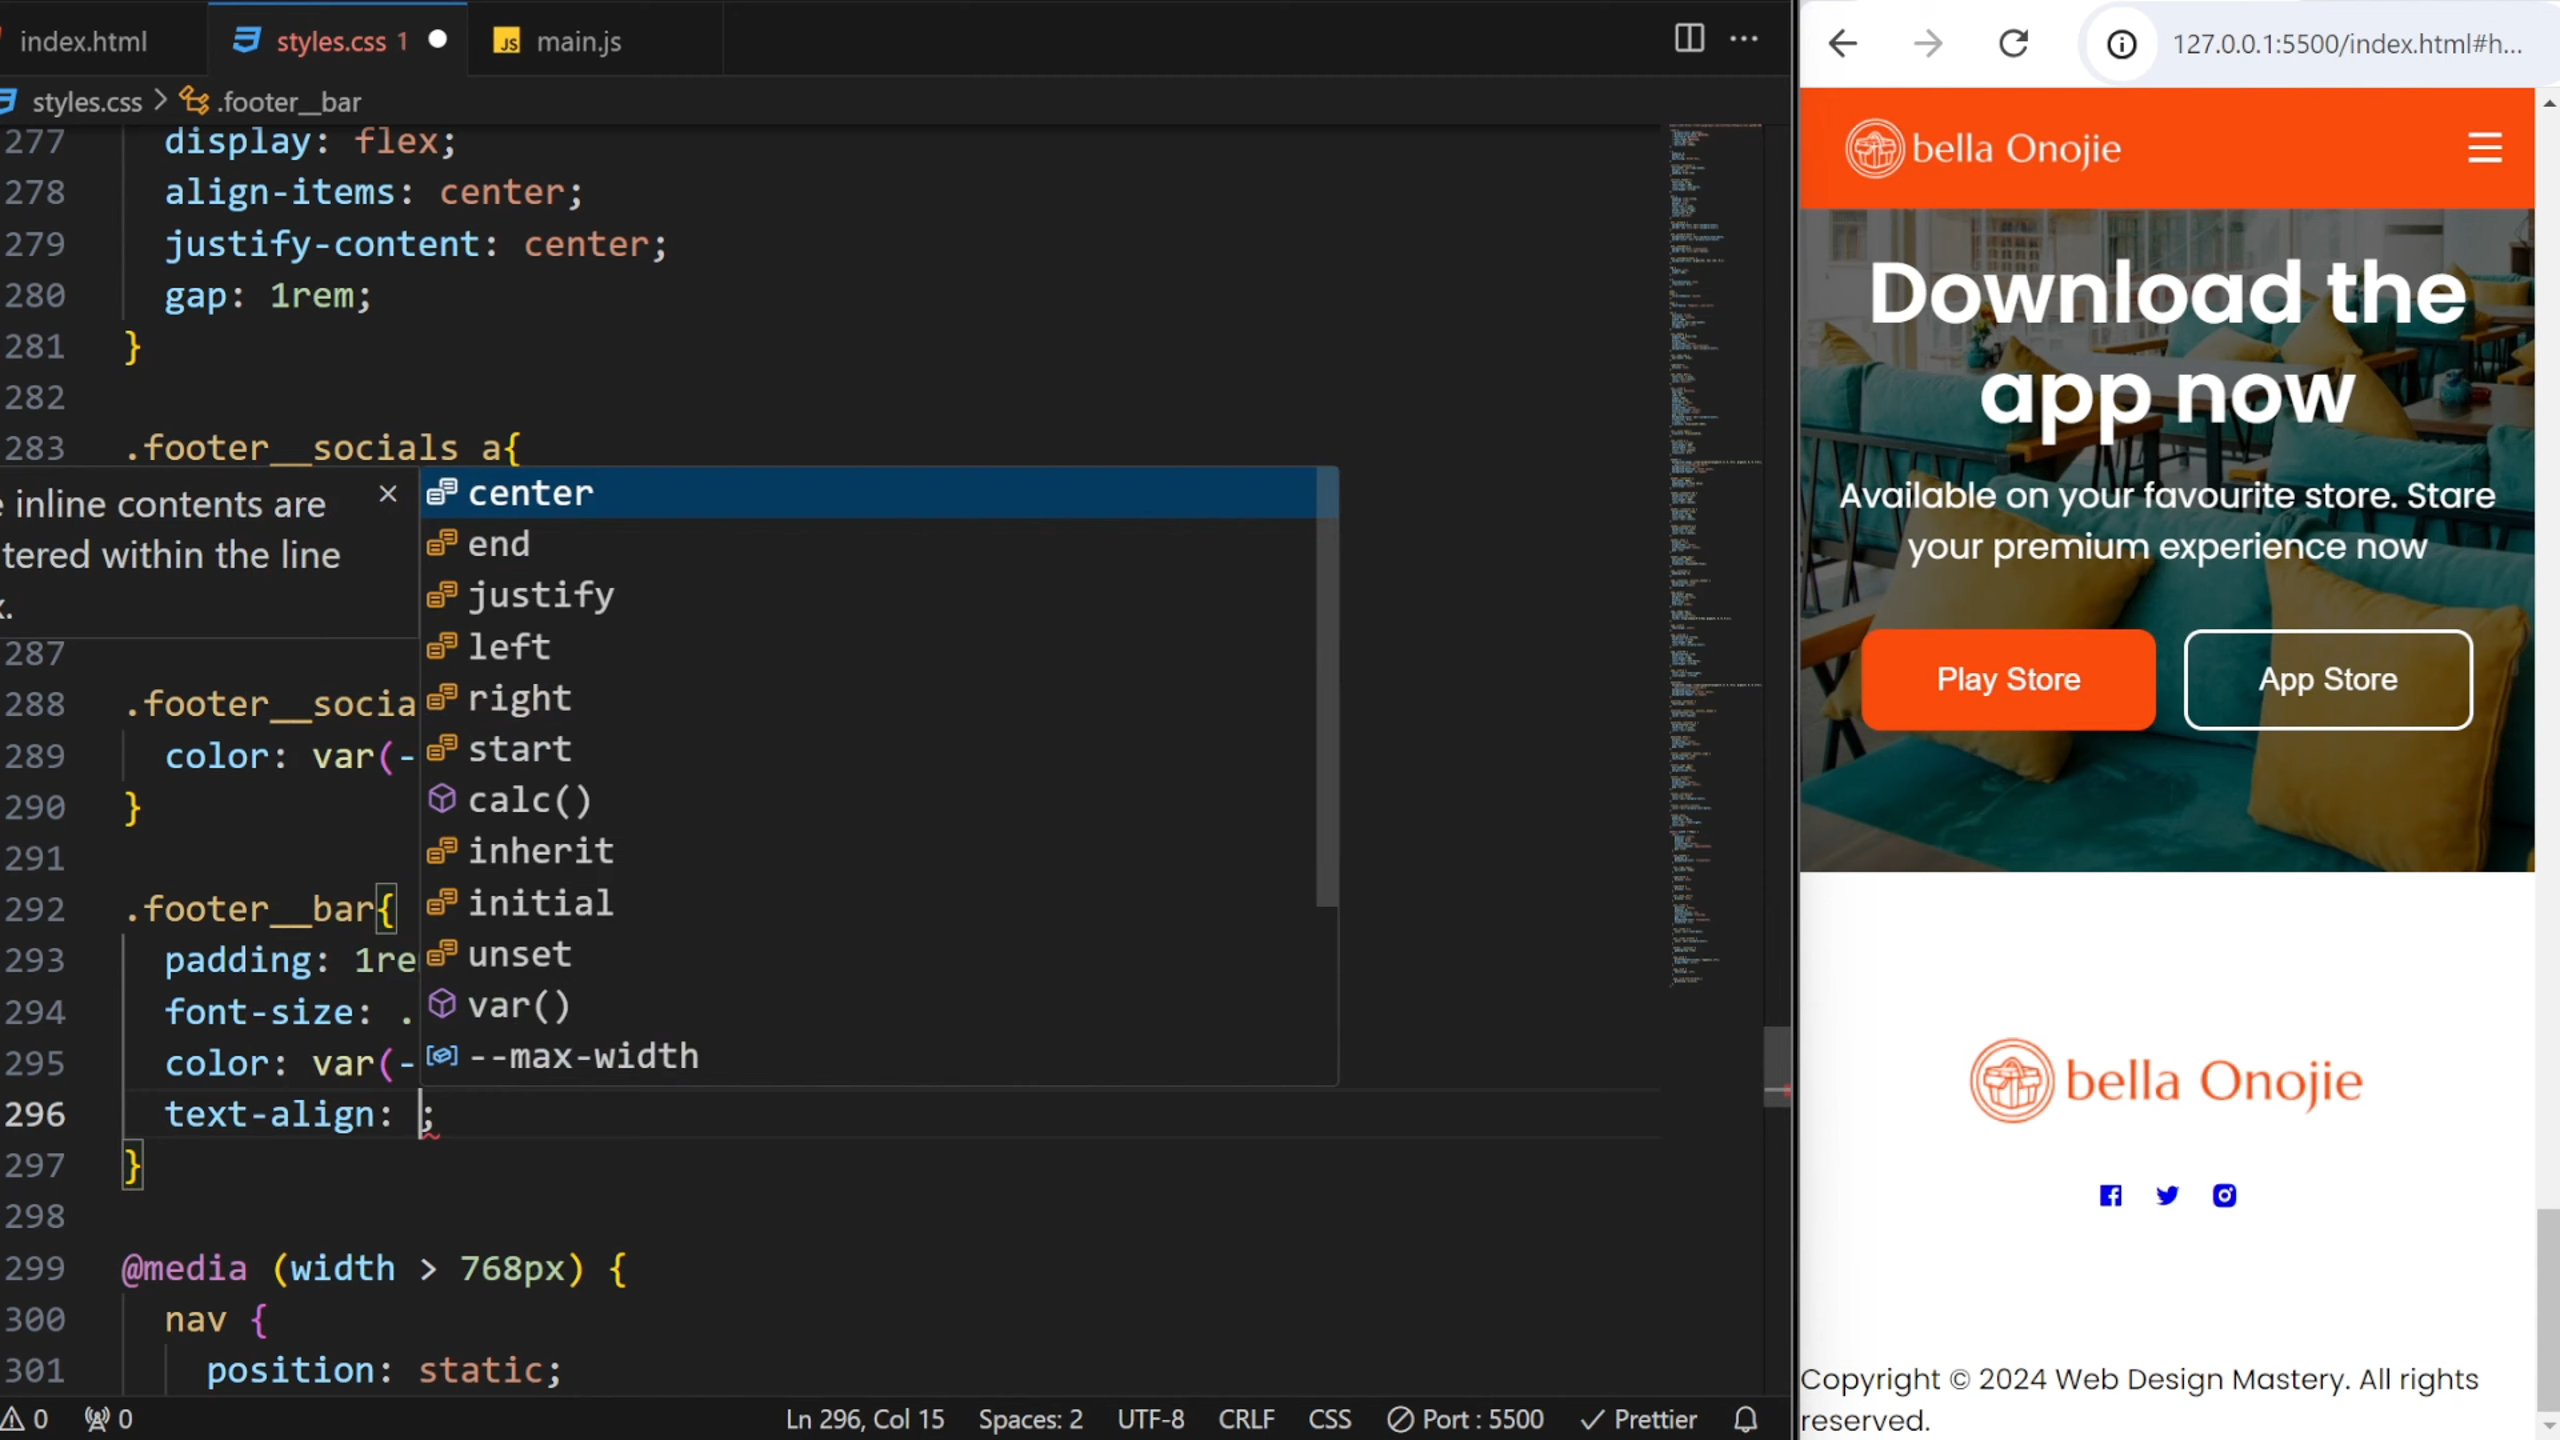 index.html
styles.css 1
JS main.js
styles.css > .footer__bar
277 display: flex;
278 align-items: center;
279 justify-content: center;
280 gap: 1rem;
281 }
282
283 .footer__socials a{
inline contents are
tered within the line
center
end
justify
left
right
start
calc()
inherit
initial
unset
var()
--max-width
287
288 .footer__socia
289 color: var(-
290 }
291
292 .footer__bar{
293 padding: 1re
294 font-size: .
295 color: var(-
296 text-align: ;
297 }
298
299 @media (width > 768px) {
300 nav {
301 position: static;
0 0
Ln 296, Col 15 Spaces: 2 UTF-8 CRLF CSS Port : 5500 Prettier
127.0.0.1:5500/index.html#h...
bella Onojie
Download the
app now
Available on your favourite store. Stare
your premium experience now
Play Store
App Store
bella Onojie
Copyright © 2024 Web Design Mastery. All rights
reserved.